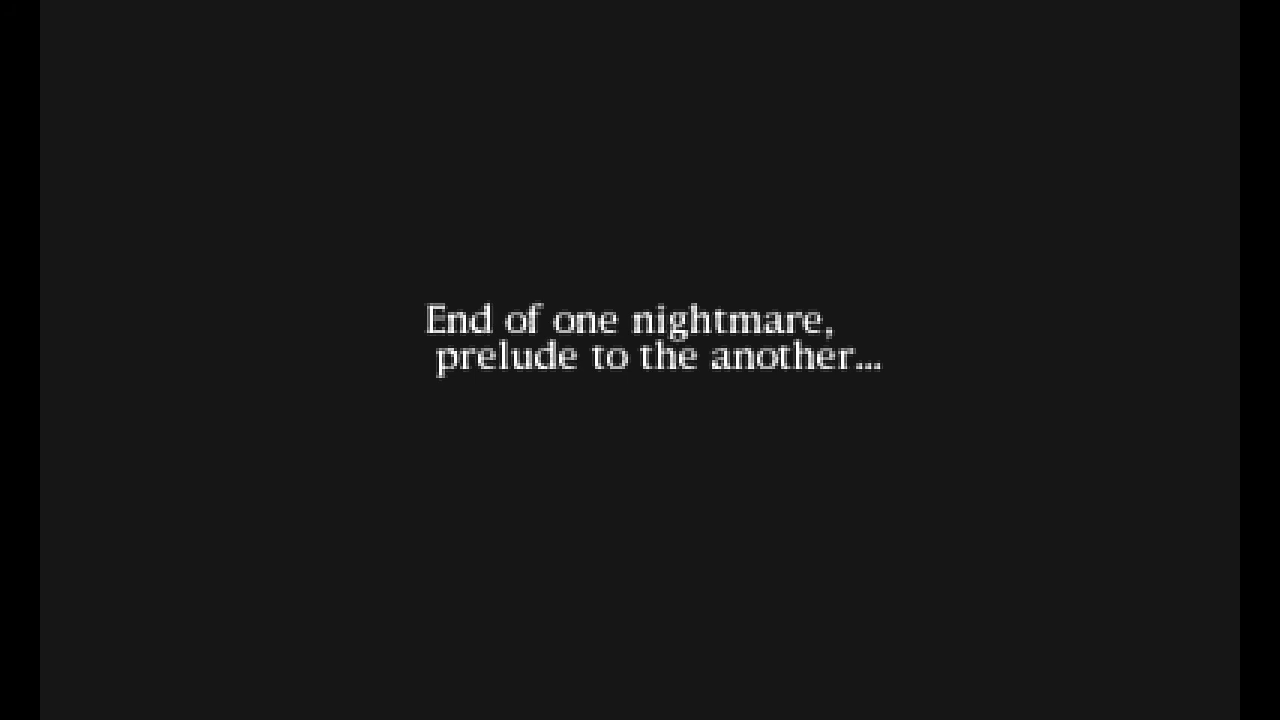 End of one nightmare,
prelude to the another...